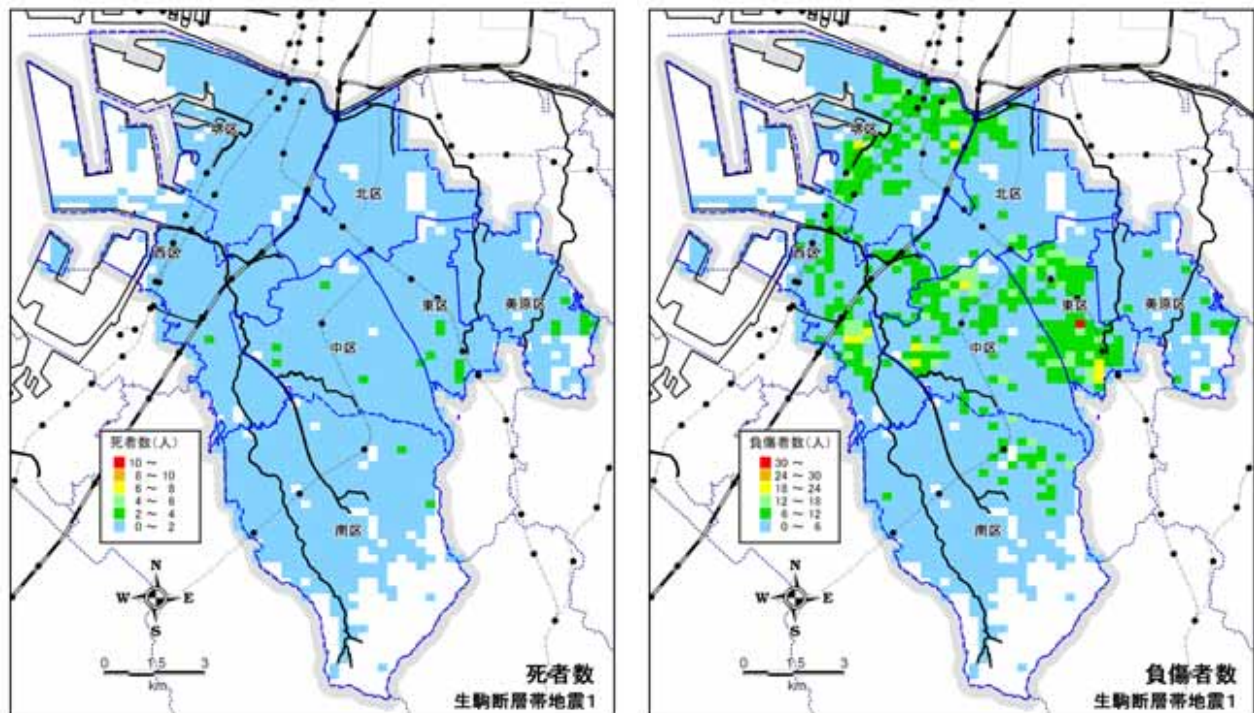 堺区
北区
西区
東区
美原区
中区
南区
死者数(人)
10 ~
8 ~ 10
6 ~ 8
4 ~ 6
2 ~ 4
0 ~ 2
N
W
E
S
0 1.5 3
km
死者数
生駒断層帯地震1
堺区
北区
西区
東区
美原区
中区
南区
負傷者数(人)
30 ~
24 ~ 30
18 ~ 24
12 ~ 18
6 ~ 12
0 ~ 6
N
W
E
S
0 1.5 3
km
負傷者数
生駒断層帯地震1